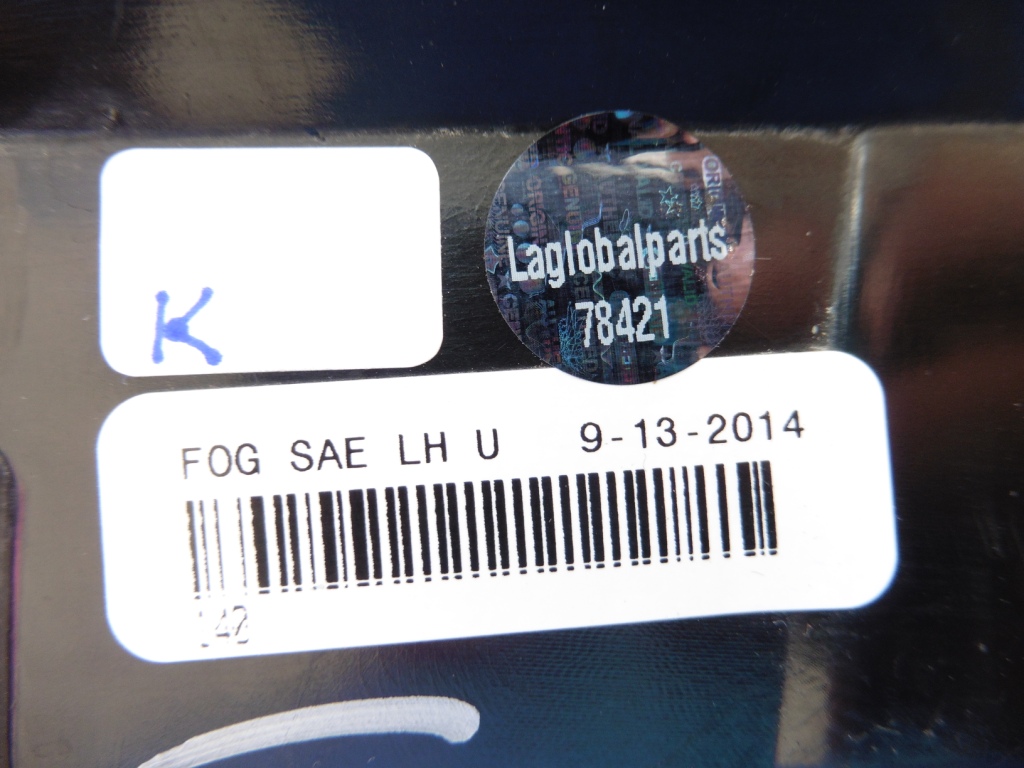 K
Laglobalparts
78421
FOG SAE LH U 9-13-2014